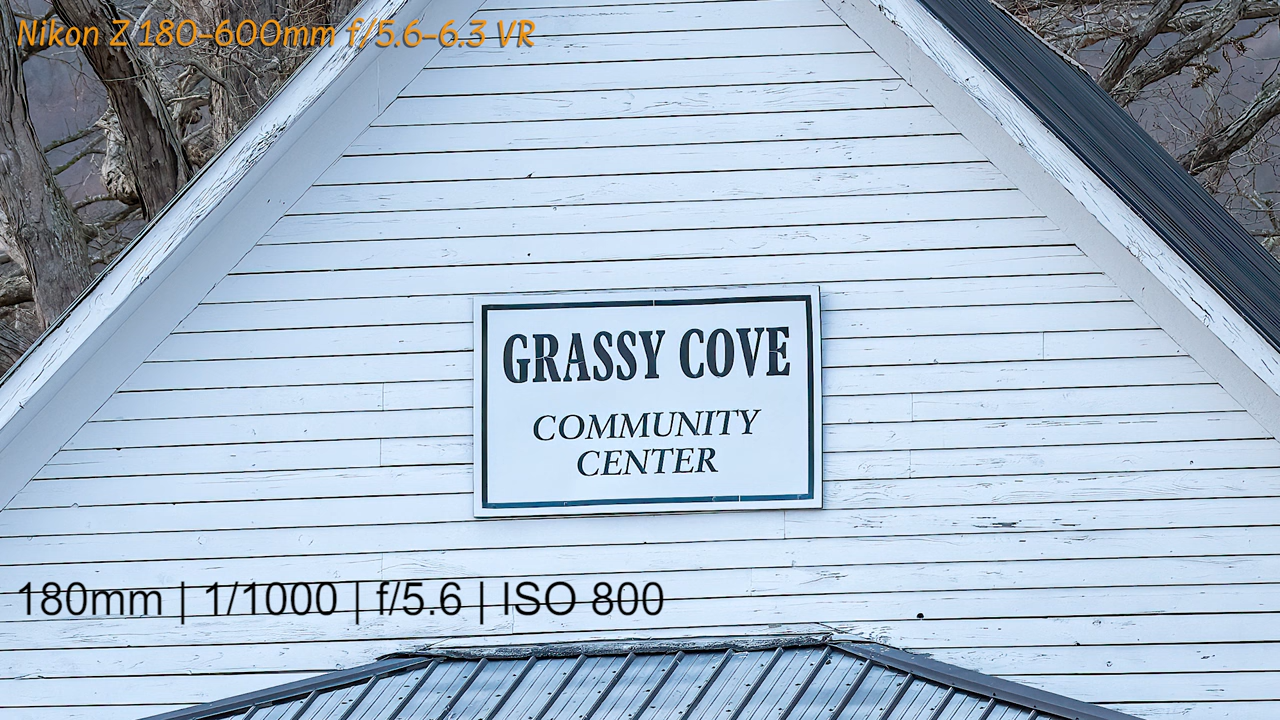 Nikon Z 180-600mm f/5.6-6.3 VR
GRASSY COVE
COMMUNITY
CENTER
180mm | 1/1000 | f/5.6 | ISO 800